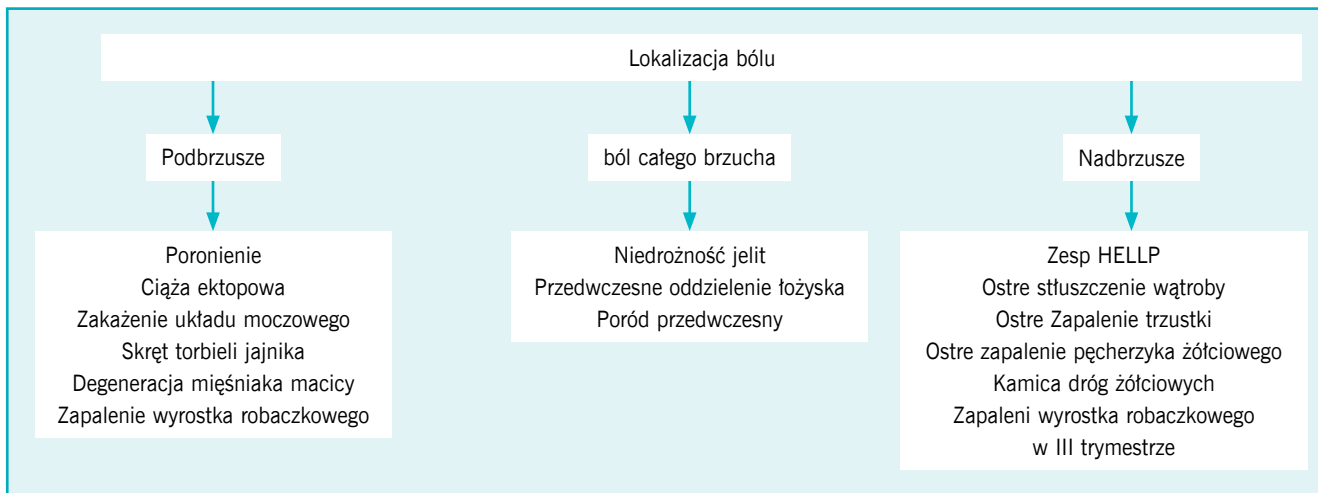 Lokalizacja bólu
Podbrzusze
ból całego brzucha
Nadbrzusze
Poronienie
Ciąża ektopowa
Zakażenie układu moczowego
Skręt torbieli jajnika
Degeneracja mięśniaka macicy
Zapalenie wyrostka robaczkowego
Niedrożność jelit
Przedwczesne oddzielenie łożyska
Poród przedwczesny
Zesp HELLP
Ostre stłuszczenie wątroby
Ostre Zapalenie trzustki
Ostre zapalenie pęcherzyka żółciowego
Kamica dróg żółciowych
Zapaleni wyrostka robaczkowego
w III trymestrze